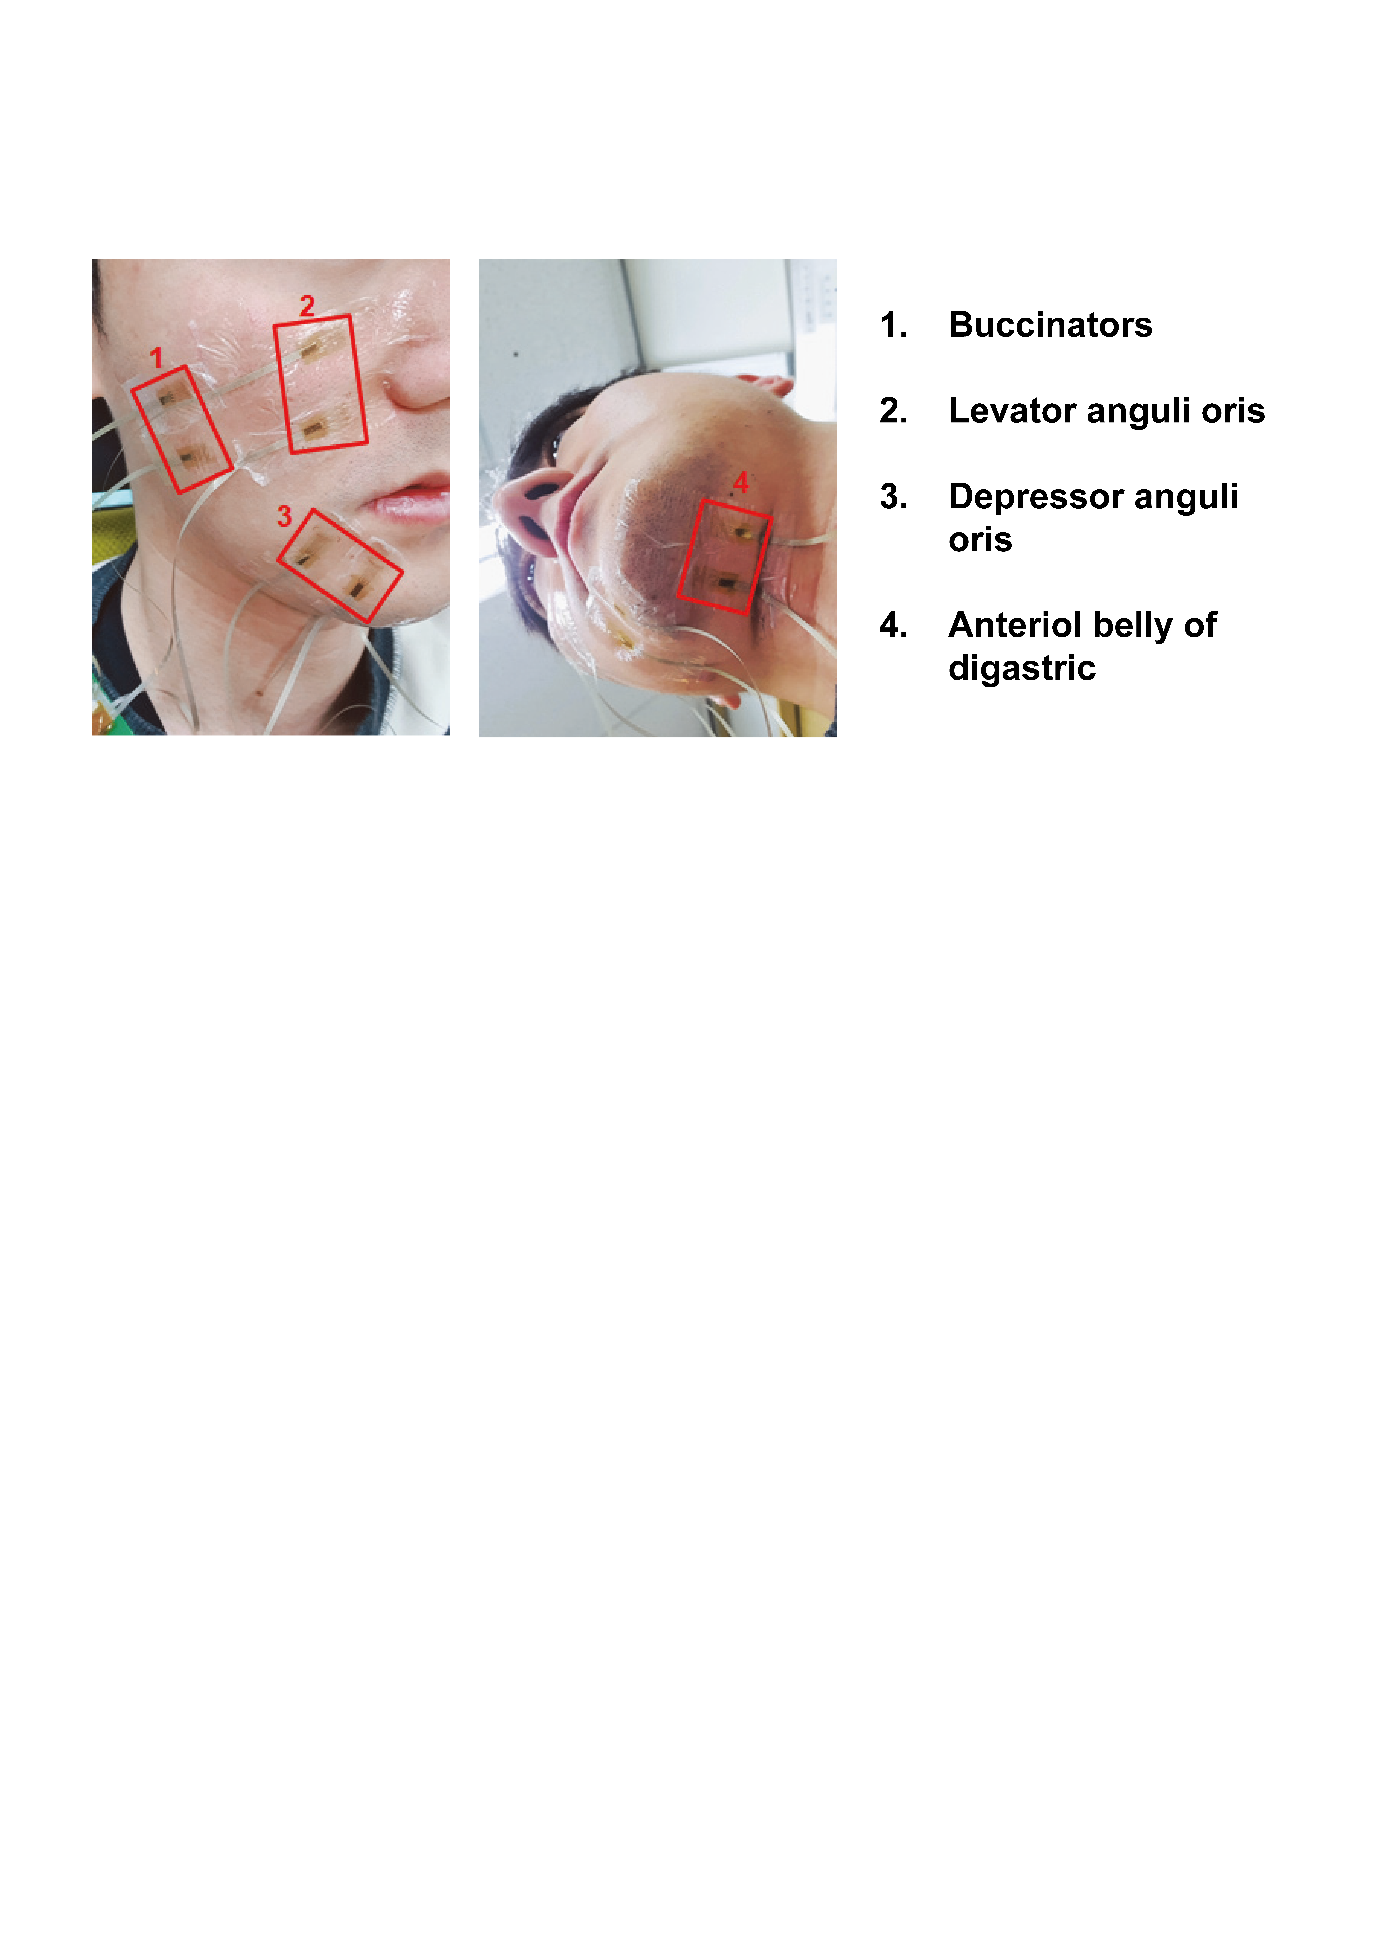 1
2
3
4
1. Buccinators
2. Levator anguli oris
3. Depressor anguli
oris
4. Anteriol belly of
digastric